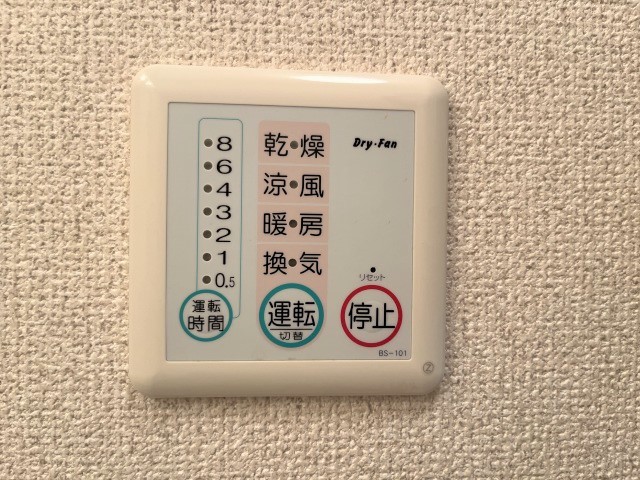 8
6
4
3
2
1
0.5
運転
時間
乾・燥
涼・風
暖・房
換・気
運転
切替
Dry・Fan
リセット
停止
BS-101